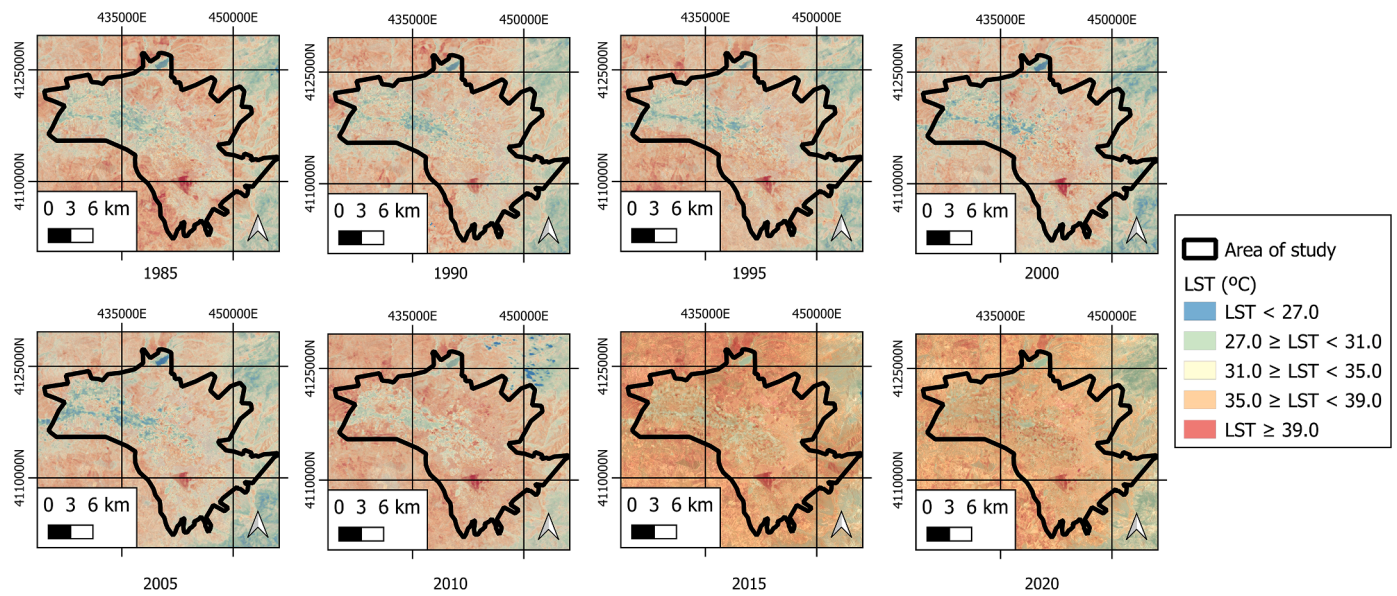 435000E 450000E
4125000N
4110000N
0 3 6 km
1985
435000E 450000E
4125000N
4110000N
0 3 6 km
1990
435000E 450000E
4125000N
4110000N
0 3 6 km
1995
435000E 450000E
4125000N
4110000N
0 3 6 km
2000
435000E 450000E
4125000N
4110000N
0 3 6 km
2005
435000E 450000E
4125000N
4110000N
0 3 6 km
2010
435000E 450000E
4125000N
4110000N
0 3 6 km
2015
435000E 450000E
4125000N
4110000N
0 3 6 km
2020
Area of study
LST (ºC)
LST < 27.0
27.0 ≥ LST < 31.0
31.0 ≥ LST < 35.0
35.0 ≥ LST < 39.0
LST ≥ 39.0